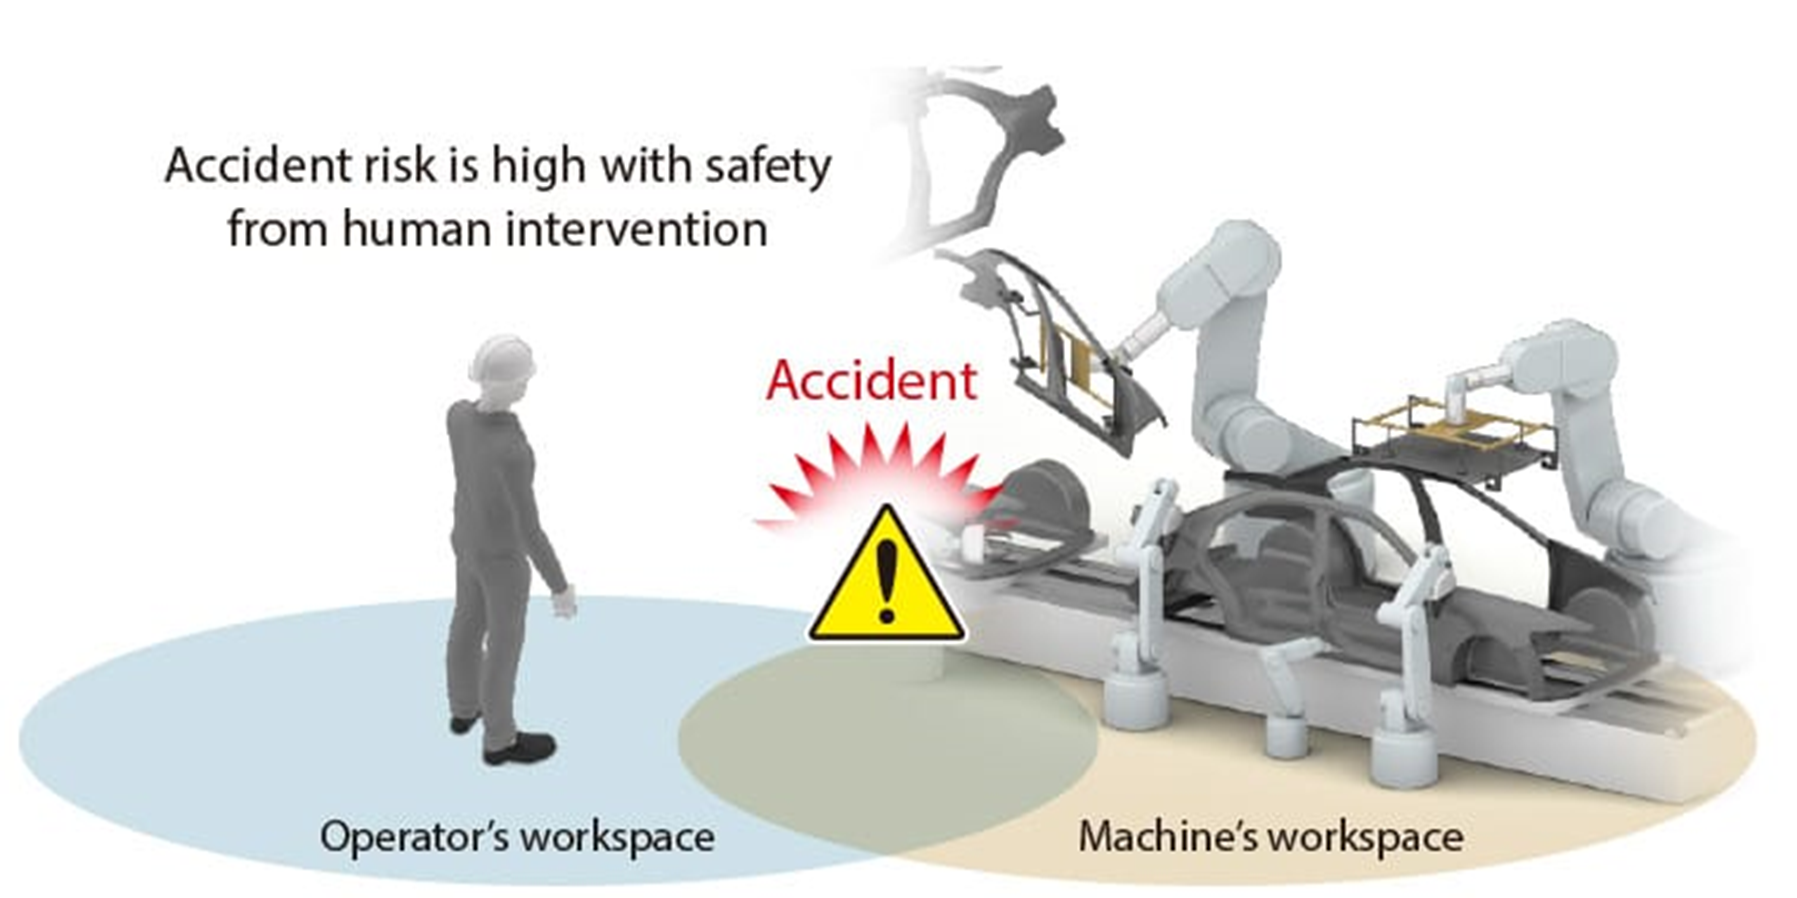 Accident risk is high with safety
from human intervention
Accident
Operator's workspace
Machine's workspace